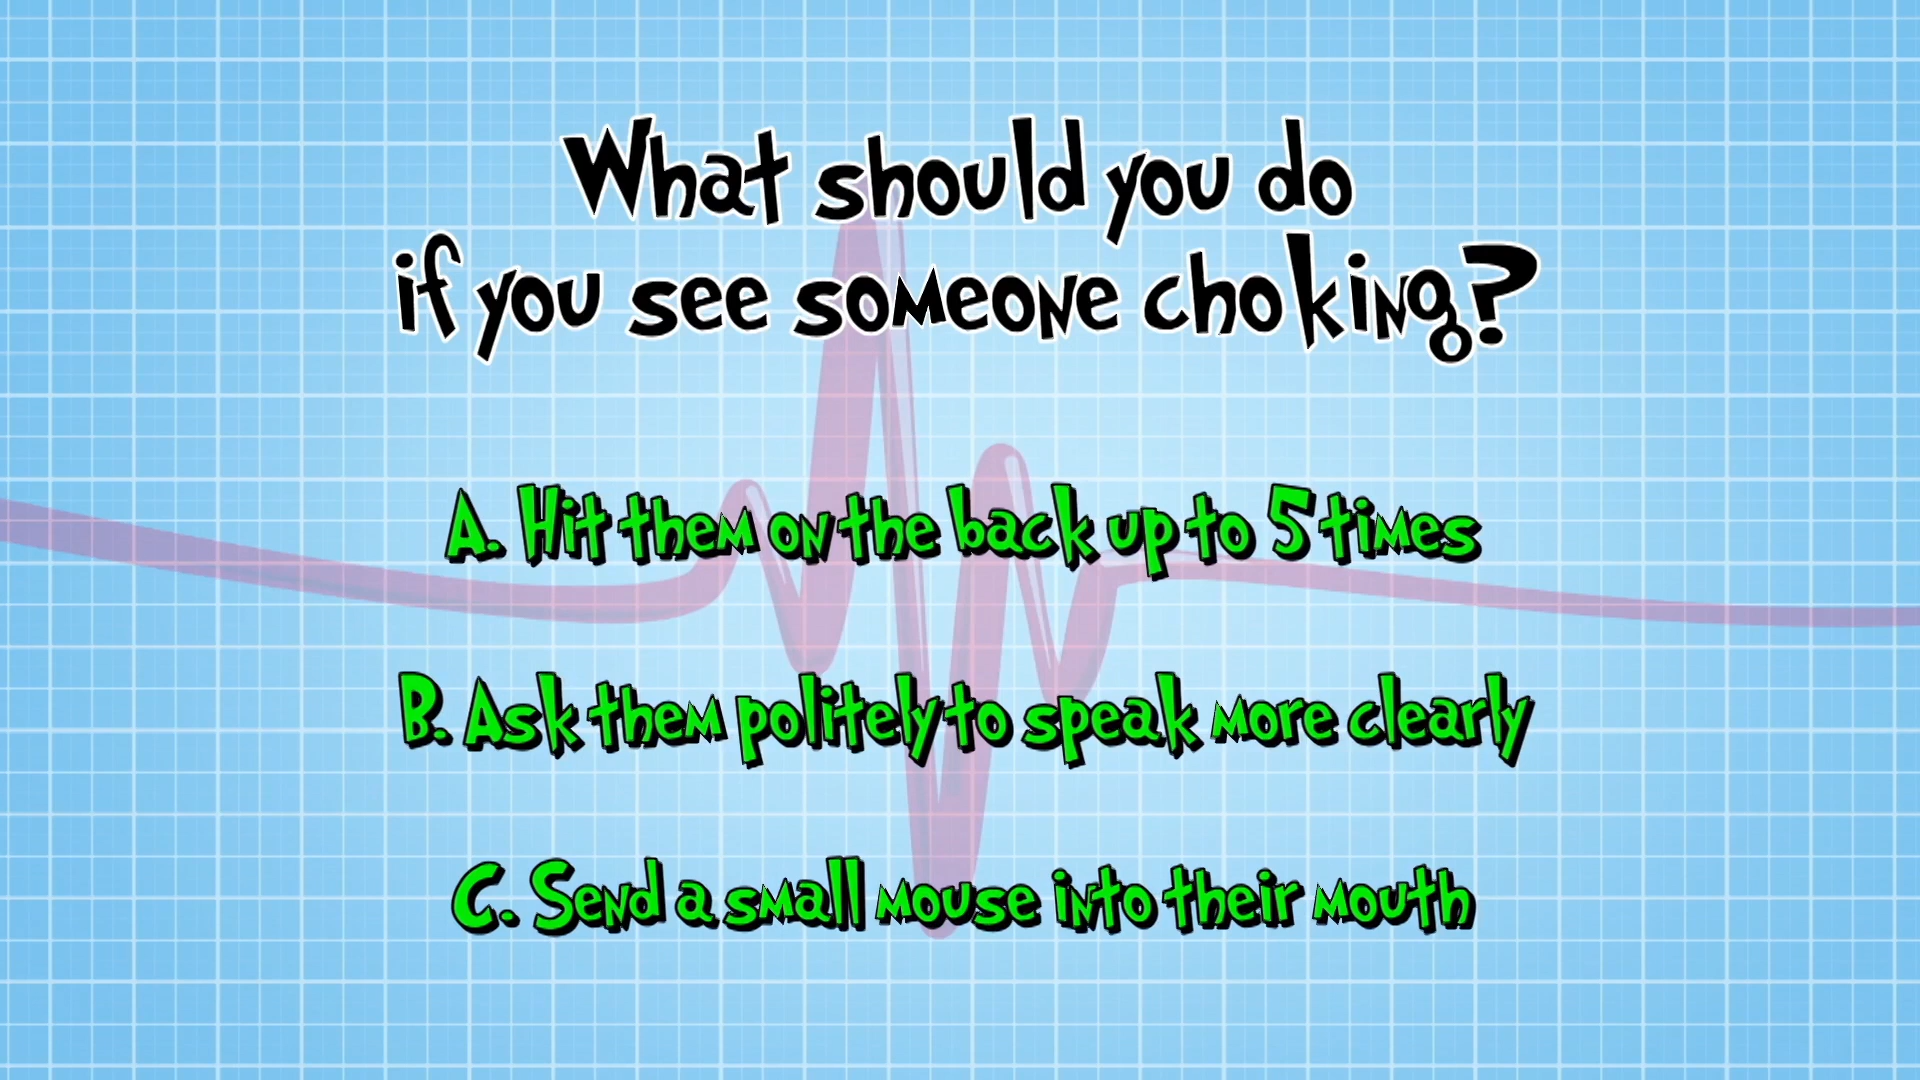 What should you do
if you see someone choking?
A. Hit them on the back up to 5 times
B. Ask them politely to speak more clearly
C. Send a small mouse into their mouth